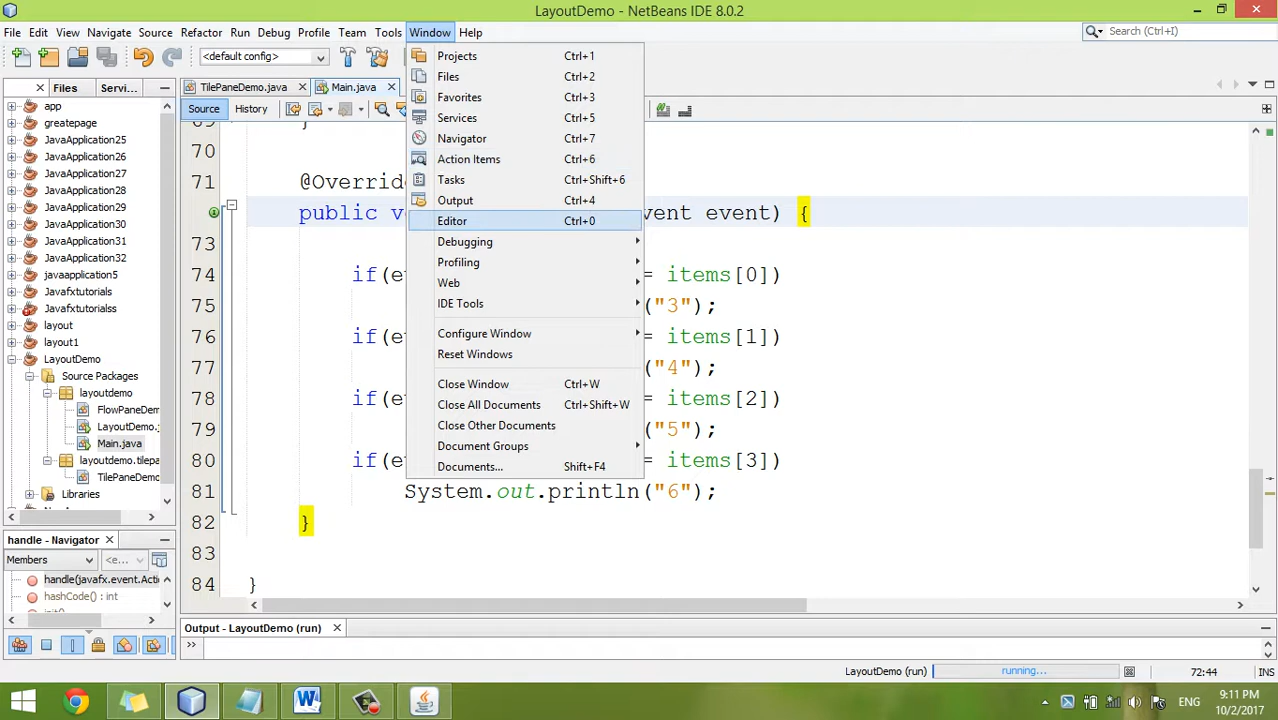 LayoutDemo - NetBeans IDE 8.0.2
File Edit View Navigate Source Refactor Run Debug Profile Team Tools Window Help
Search (Ctrl+I)
<default config>
Files Servi...
TilePaneDemo.java Main.java
Source History
Projects Ctrl+1
Files Ctrl+2
Favorites Ctrl+3
Services Ctrl+5
Navigator Ctrl+7
Action Items Ctrl+6
Tasks Ctrl+Shift+6
Output Ctrl+4
Editor Ctrl+0
Debugging
Profiling
Web
IDE Tools
Configure Window
Reset Windows
Close Window Ctrl+W
Close All Documents Ctrl+Shift+W
Close Other Documents
Document Groups
Documents... Shift+F4
app
greatepage
JavaApplication25
JavaApplication26
JavaApplication27
JavaApplication28
JavaApplication29
JavaApplication30
JavaApplication31
JavaApplication32
javaapplication5
Javafxtutorials
Javafxtutorialss
layout
layout1
LayoutDemo
Source Packages
layoutdemo
FlowPaneDem
LayoutDemo.j
Main.java
layoutdemo.tilepa
TilePaneDemo
Libraries
handle - Navigator
Members <e...
handle(javafx.event.Acti
hashCode() : int
70
71 @Overrid
public v vent event) {
73
74 if(e = items[0])
75 ("3");
76 if(e = items[1])
77 ("4");
78 if(e = items[2])
79 ("5");
80 if(e = items[3])
81 System.out.println("6");
82 }
83
84 }
Output - LayoutDemo (run)
LayoutDemo (run) running... 72:44 INS
ENG
9:11 PM
10/2/2017